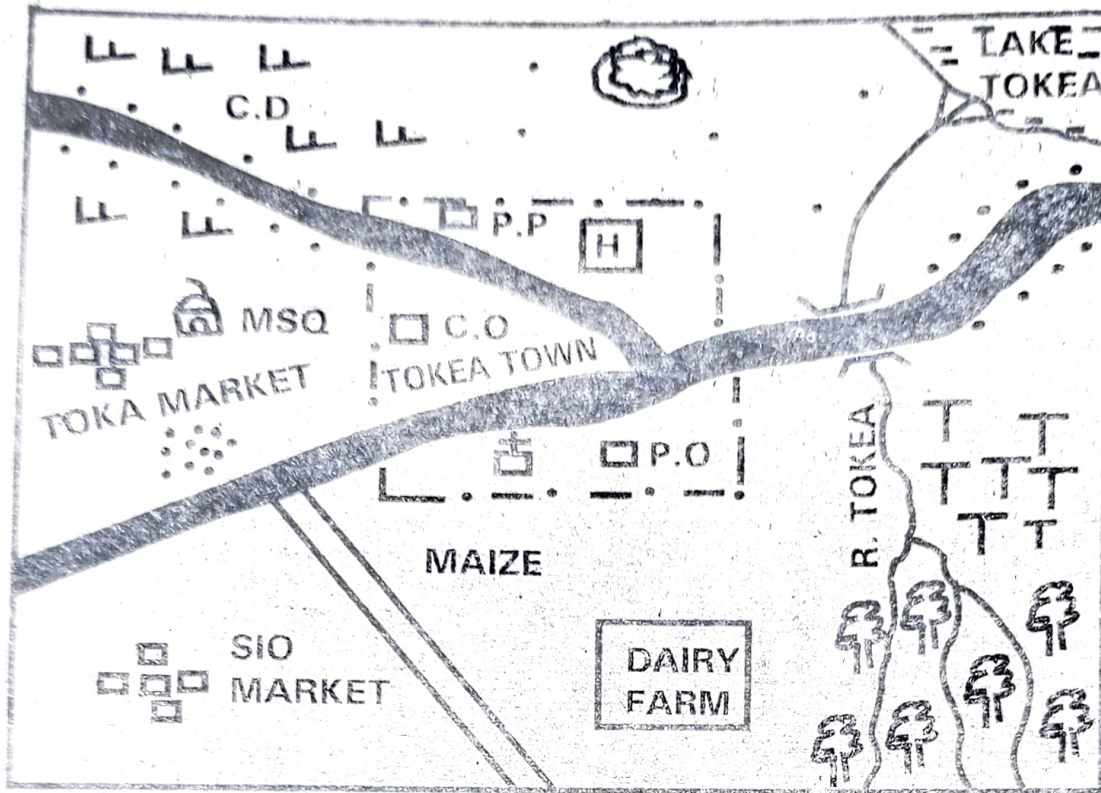 LAKE
TOKEA
C.D
P.P
H
MSQ
C.O
TOKEA TOWN
TOKA MARKET
P.O
R. TOKEA
MAIZE
SIO
MARKET
DAIRY
FARM